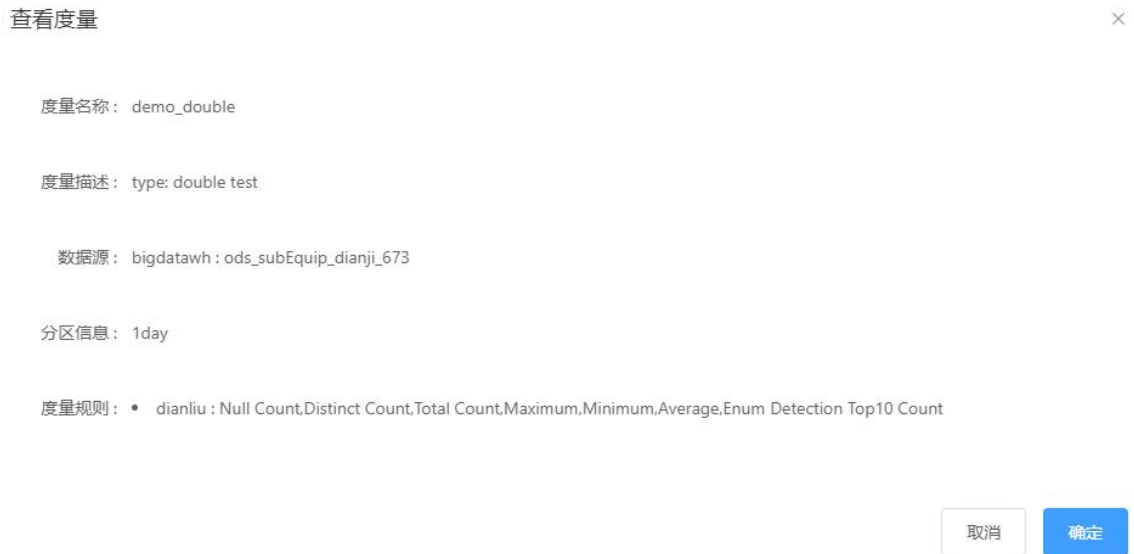 查看度量
度量名称： demo_double
度量描述： type: double test
数据源： bigdatawh : ods_subEquip_dianji_673
分区信息： 1day
度量规则： • dianliu : Null Count,Distinct Count,Total Count,Maximum,Minimum,Average,Enum Detection Top10 Count
取消 确定